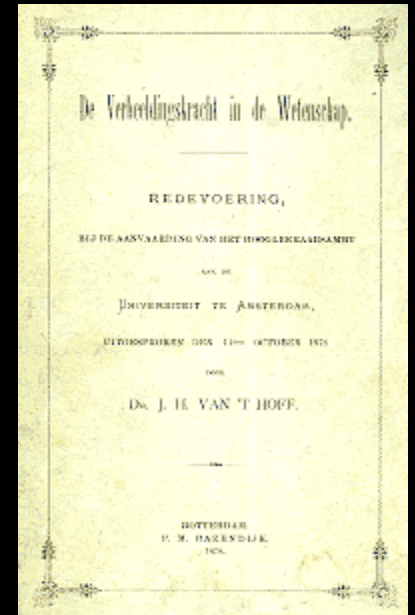 De Verbeeldingskracht in de Wetenschap.
REDEVOERING,
BIJ DE AANVAARDING VAN HET HOOGLEERAARSAMBT
AAN DE
UNIVERSITEIT TE AMSTERDAM,
UITGESPROKEN DEN 11den OCTOBER 1878
DOOR
Dr. J. H. VAN 'T HOFF.
ROTTERDAM,
P. M. BAZENDIJK.
1878.